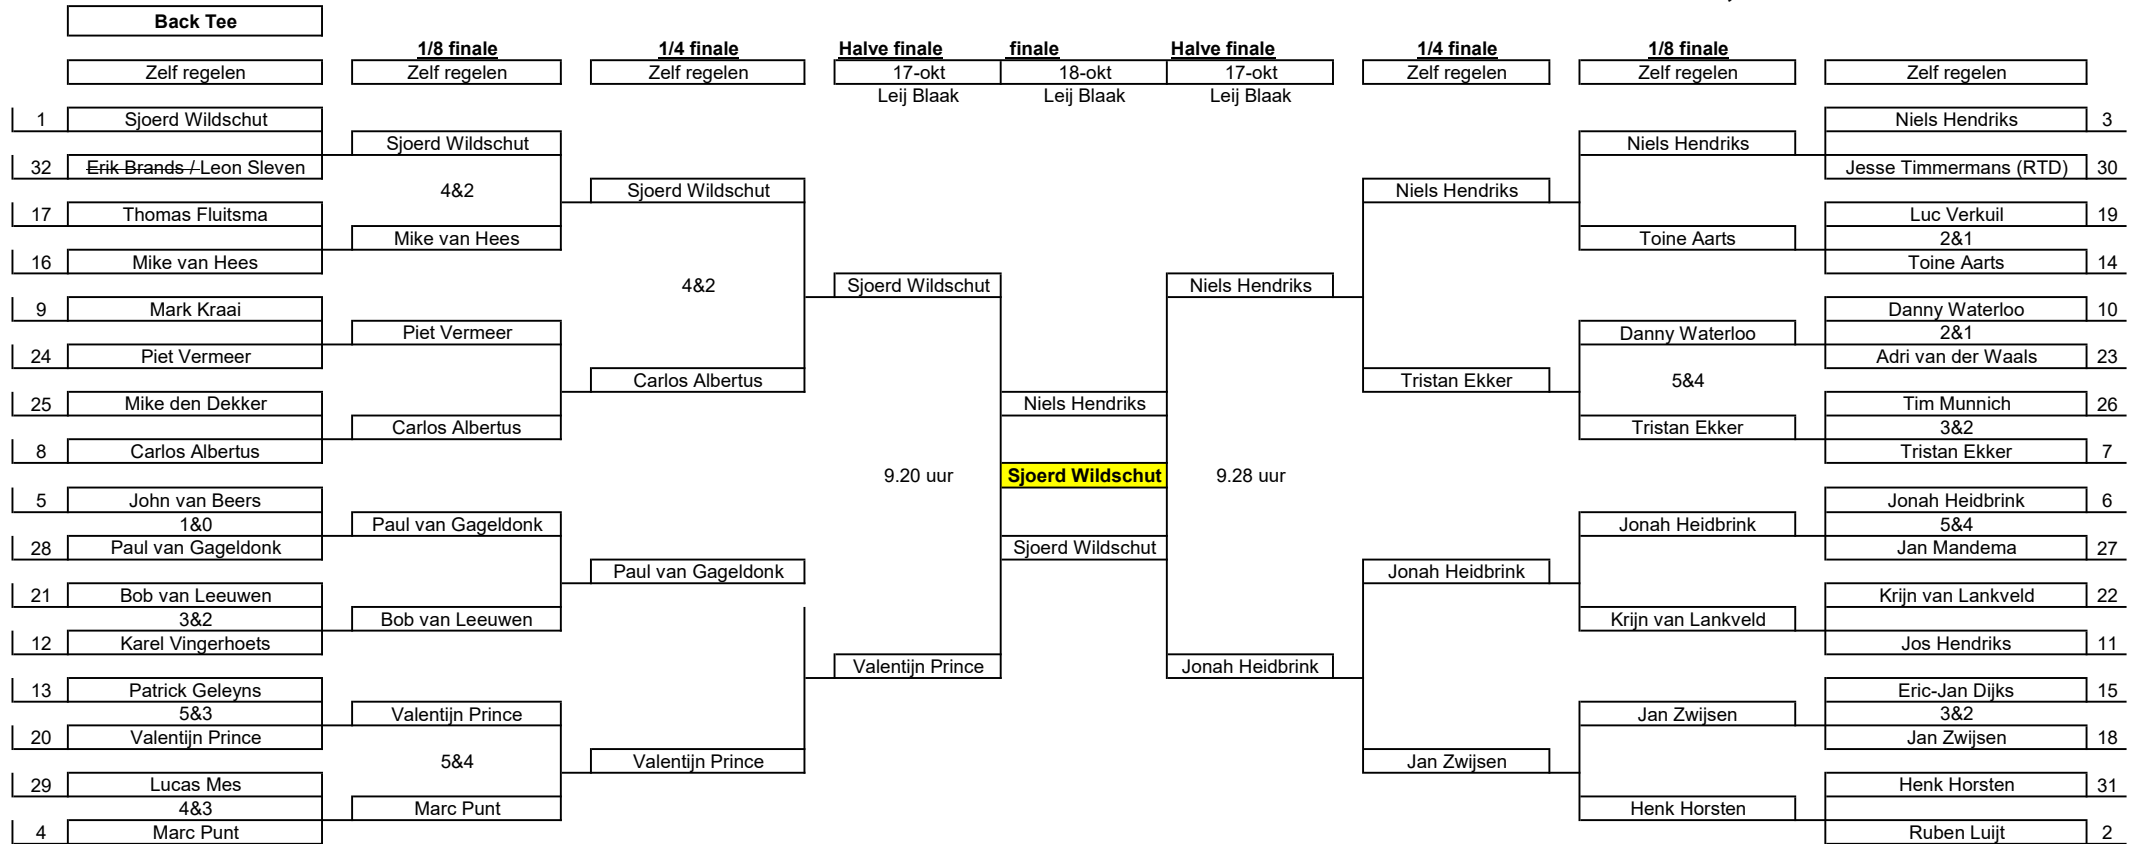 Back Tee
1/8 finale 1/4 finale Halve finale finale Halve finale 1/4 finale 1/8 finale
Zelf regelen Zelf regelen Zelf regelen 17-okt 18-okt 17-okt Zelf regelen Zelf regelen Zelf regelen
Leij Blaak Leij Blaak Leij Blaak
1 Sjoerd Wildschut Niels Hendriks 3
Sjoerd Wildschut Niels Hendriks
32 Erik Brands / Leon Sleven Jesse Timmermans (RTD) 30
4&2 Sjoerd Wildschut Niels Hendriks
17 Thomas Fluitsma Luc Verkuil 19
Mike van Hees Toine Aarts 2&1
16 Mike van Hees Toine Aarts 14
4&2 Sjoerd Wildschut Niels Hendriks
9 Mark Kraai Danny Waterloo 10
Piet Vermeer Danny Waterloo 2&1
24 Piet Vermeer Adri van der Waals 23
Carlos Albertus Tristan Ekker 5&4
25 Mike den Dekker Niels Hendriks Tim Munnich 26
Carlos Albertus Tristan Ekker 3&2
8 Carlos Albertus Tristan Ekker 7
9.20 uur Sjoerd Wildschut 9.28 uur
5 John van Beers Jonah Heidbrink 6
1&0 Paul van Gageldonk Jonah Heidbrink 5&4
28 Paul van Gageldonk Sjoerd Wildschut Jan Mandema 27
Paul van Gageldonk Jonah Heidbrink
21 Bob van Leeuwen Krijn van Lankveld 22
3&2 Bob van Leeuwen Krijn van Lankveld
12 Karel Vingerhoets Jos Hendriks 11
Valentijn Prince Jonah Heidbrink
13 Patrick Geleyns Eric-Jan Dijks 15
5&3 Valentijn Prince Jan Zwijsen 3&2
20 Valentijn Prince Jan Zwijsen 18
5&4 Valentijn Prince Jan Zwijsen
29 Lucas Mes Henk Horsten 31
4&3 Marc Punt Henk Horsten
4 Marc Punt Ruben Luijt 2